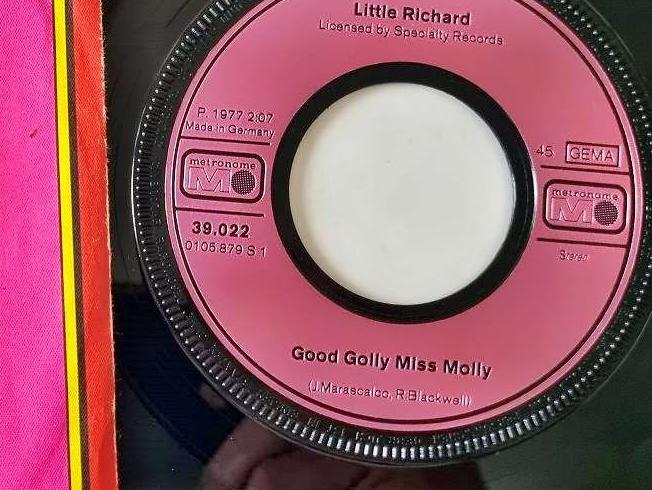 Little Richard
Licensed by Specialty Records
P. 1977 2:07
Made in Germany
45 GEMA
metronome
M
metronome
M
39.022
0105.879 S 1
Stereo
Good Golly Miss Molly
(J.Marascalco, R.Blackwell)